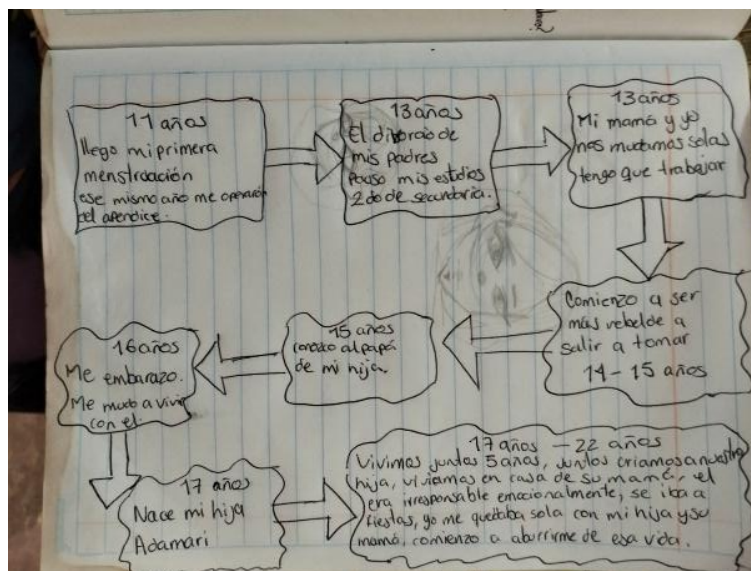 11 años
llego mi primera
menstruación
ese mismo año me operarón
del apendice.
13 años
El divorcio de
mis padres
pauso mis estudios
2do de secundaria.
13 años
Mi mamá y yo
nos mudamos solas
tengo que trabajar
Comienzo a ser
más rebelde a
salir a tomar
14 - 15 años
15 años
conozco al papá
de mi hija.
16 años
Me embarazo.
Me mudo a vivir
con el.
17 años
Nace mi hija
Adamari
17 años - 22 años
Vivimos juntos 5 años, juntos criamos a nuestra
hija, viviamos en casa de su mamá, el
era irresponsable emocionalmente, se iba a
fiestas, yo me quedaba sola con mi hija y su
mamá, comienzo a aburrirme de esa vida.